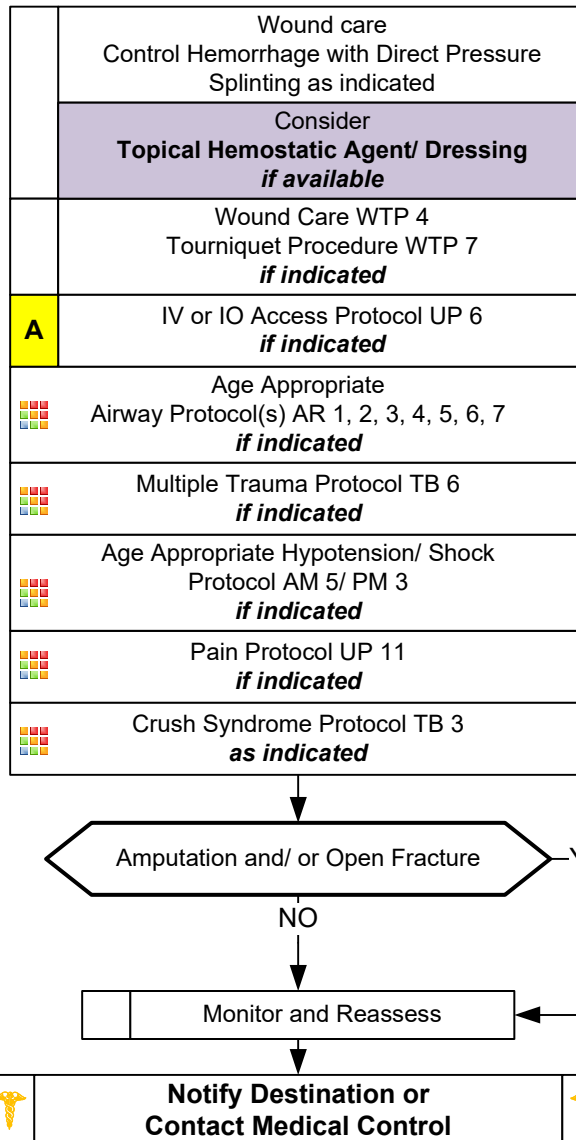 Wound care
Control Hemorrhage with Direct Pressure
Splinting as indicated
Consider
Topical Hemostatic Agent/ Dressing
if available
Wound Care WTP 4
Tourniquet Procedure WTP 7
if indicated
A
IV or IO Access Protocol UP 6
if indicated
Age Appropriate
Airway Protocol(s) AR 1, 2, 3, 4, 5, 6, 7
if indicated
Multiple Trauma Protocol TB 6
if indicated
Age Appropriate Hypotension/ Shock
Protocol AM 5/ PM 3
if indicated
Pain Protocol UP 11
if indicated
Crush Syndrome Protocol TB 3
as indicated
Amputation and/ or Open Fracture
NO
Monitor and Reassess
Notify Destination or
Contact Medical Control